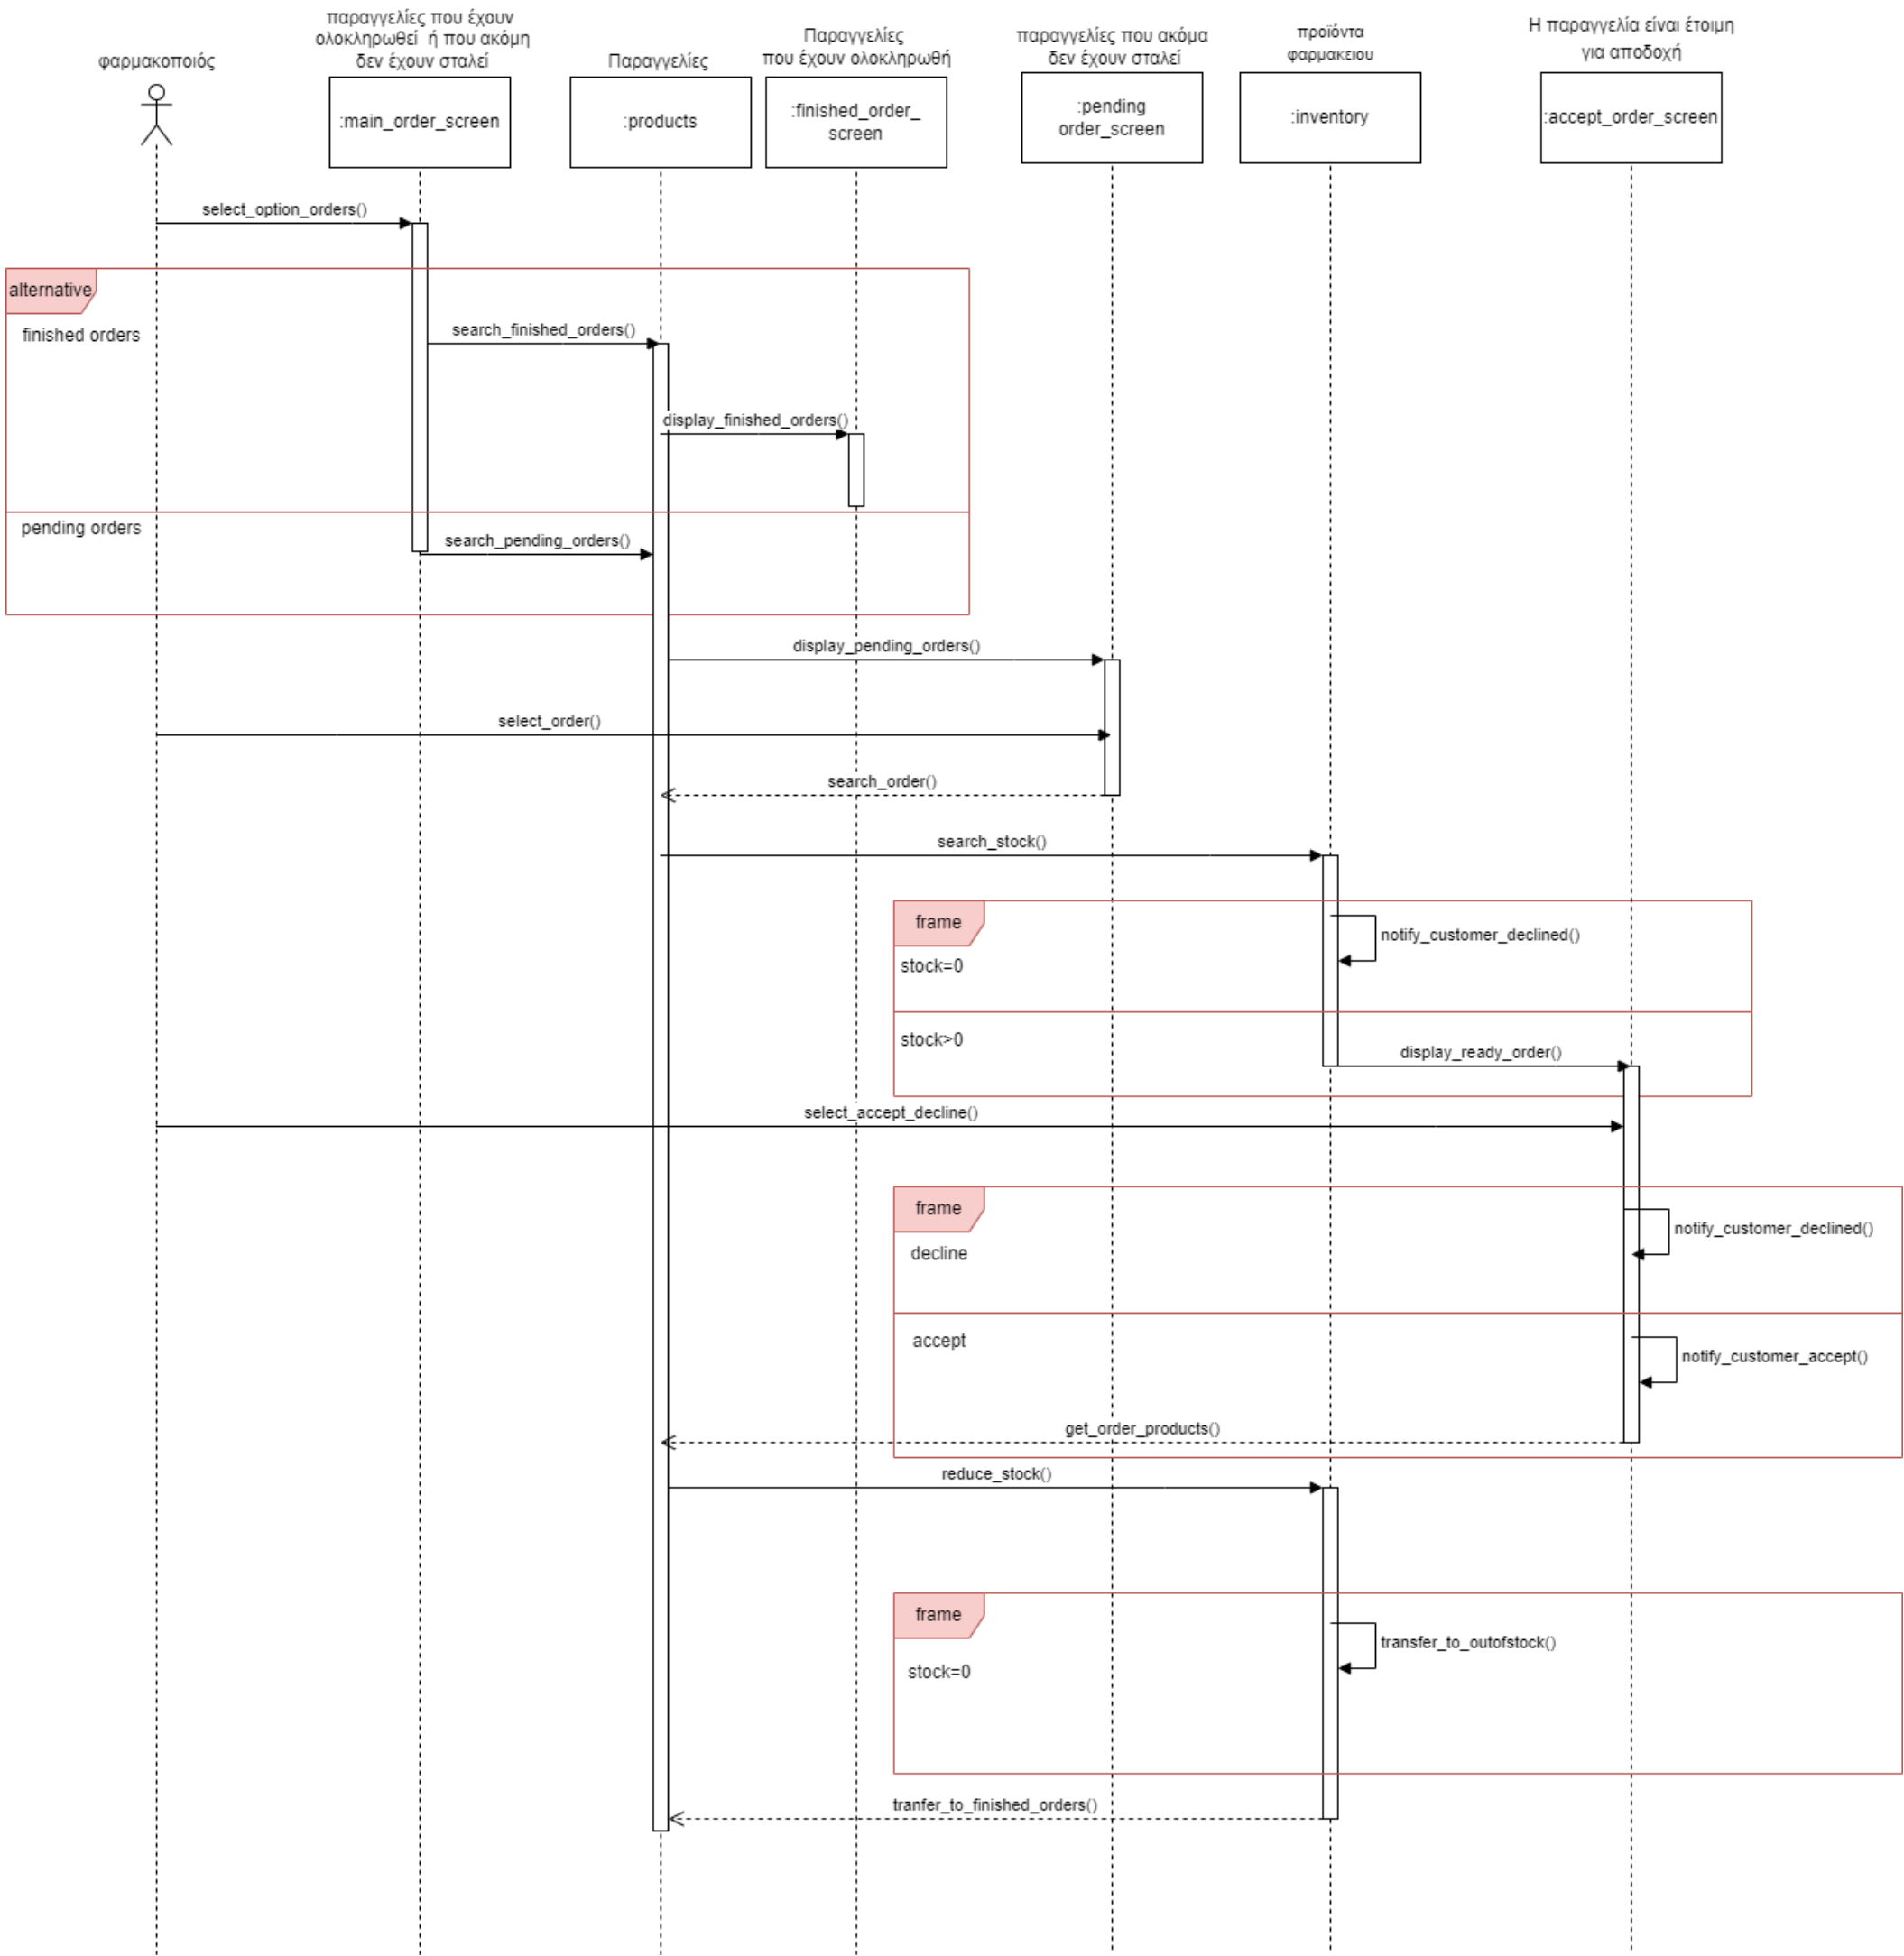 φαρμακοποιός
παραγγελίες που έχουν
ολοκληρωθεί ή που ακόμη
δεν έχουν σταλεί
Παραγγελίες
Παραγγελίες
που έχουν ολοκληρωθή
παραγγελίες που ακόμα
δεν έχουν σταλεί
προϊόντα
φαρμακειου
Η παραγγελία είναι έτοιμη
για αποδοχή
:main_order_screen
:products
:finished_order_
screen
:pending
order_screen
:inventory
:accept_order_screen
select_option_orders()
alternative
finished orders
search_finished_orders()
display_finished_orders()
pending orders
search_pending_orders()
display_pending_orders()
select_order()
search_order()
search_stock()
frame
notify_customer_declined()
stock=0
stock>0
display_ready_order()
select_accept_decline()
frame
notify_customer_declined()
decline
accept
notify_customer_accept()
get_order_products()
reduce_stock()
frame
transfer_to_outofstock()
stock=0
tranfer_to_finished_orders()